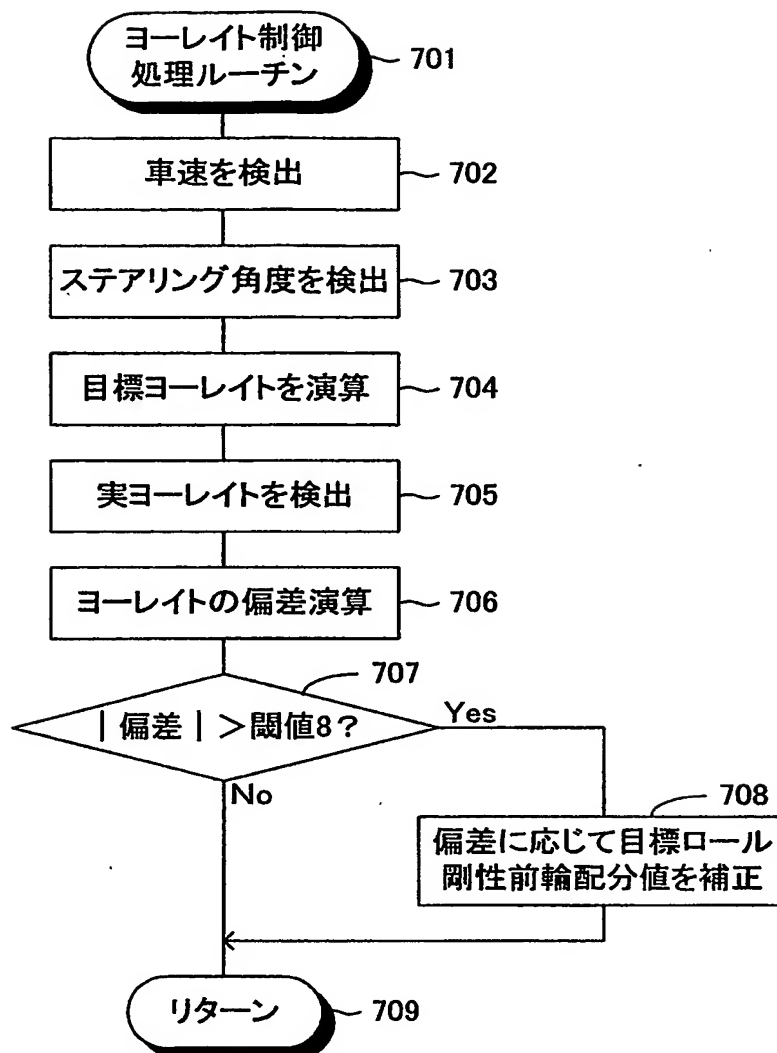 ヨーレイト制御
処理ルーチン
701
車速を検出
702
ステアリング角度を検出
703
目標ヨーレイトを演算
704
実ヨーレイトを検出
705
ヨーレイトの偏差演算
706
707
|偏差|>閾値8?
Yes
No
708
偏差に応じて目標ロール
剛性前輪配分値を補正
リターン
709